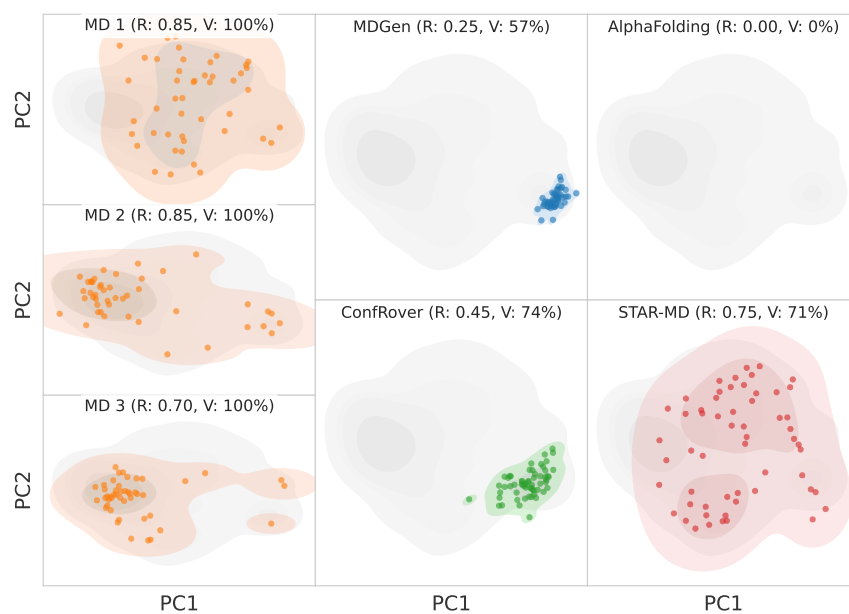 MD 1 (R: 0.85, V: 100%)
MDGen (R: 0.25, V: 57%)
AlphaFolding (R: 0.00, V: 0%)
PC2
MD 2 (R: 0.85, V: 100%)
PC2
ConfRover (R: 0.45, V: 74%)
STAR-MD (R: 0.75, V: 71%)
MD 3 (R: 0.70, V: 100%)
PC2
PC1
PC1
PC1